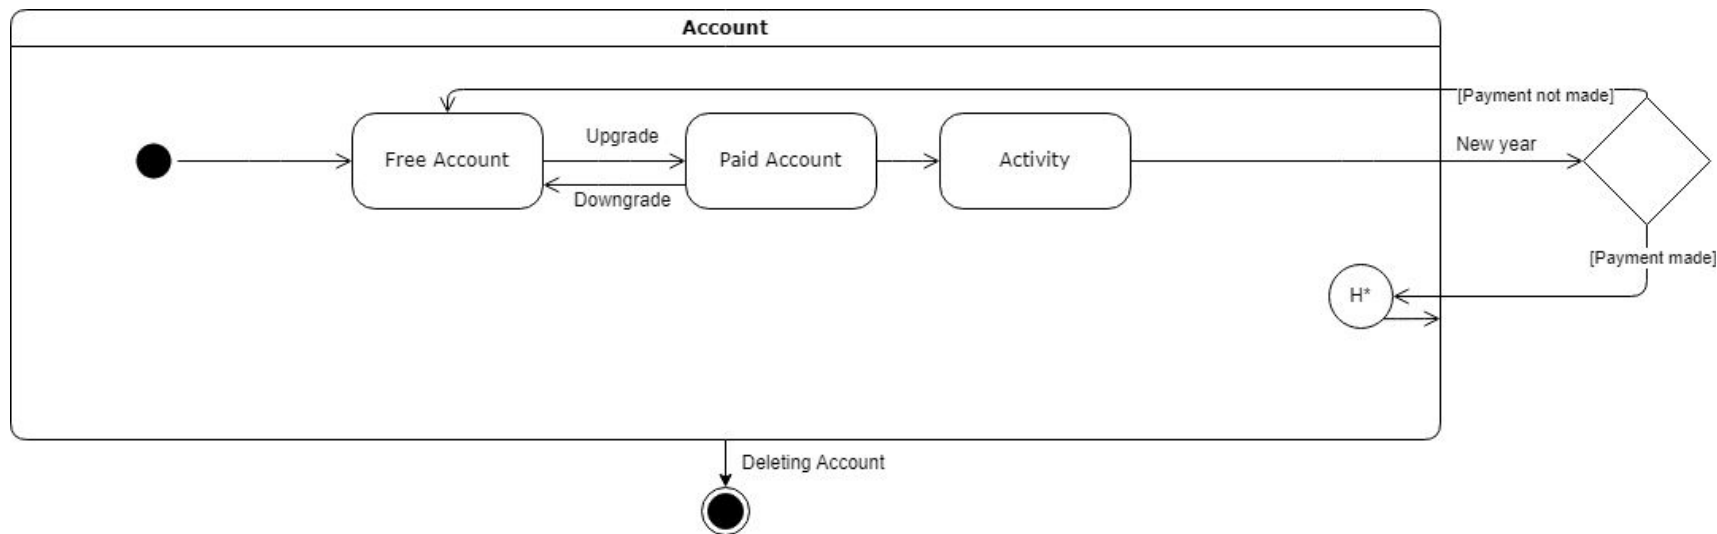 Account
[Payment not made]
Upgrade
New year
Free Account
Paid Account
Activity
Downgrade
[Payment made]
H*
Deleting Account